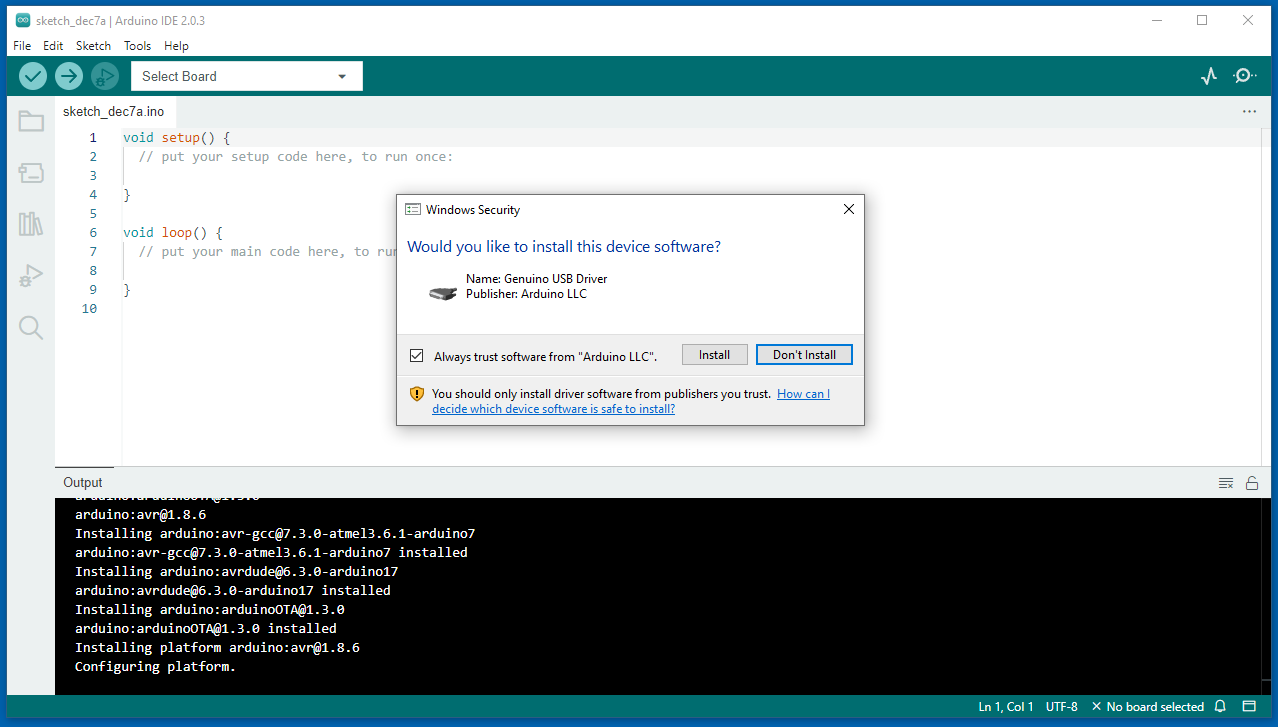 sketch_dec7a | Arduino IDE 2.0.3
File Edit Sketch Tools Help
Select Board
sketch_dec7a.ino
1 void setup() {
2 // put your setup code here, to run once:
3
4 }
5
6 void loop() {
7 // put your main code here, to run
8
9 }
10
Windows Security
Would you like to install this device software?
Name: Genuino USB Driver
Publisher: Arduino LLC
Always trust software from "Arduino LLC". Install Don't Install
You should only install driver software from publishers you trust. How can I
decide which device software is safe to install?
Output
arduino:arduinoOTA@1.3.0
arduino:avr@1.8.6
Installing arduino:avr-gcc@7.3.0-atmel3.6.1-arduino7
arduino:avr-gcc@7.3.0-atmel3.6.1-arduino7 installed
Installing arduino:avrdude@6.3.0-arduino17
arduino:avrdude@6.3.0-arduino17 installed
Installing arduino:arduinoOTA@1.3.0
arduino:arduinoOTA@1.3.0 installed
Installing platform arduino:avr@1.8.6
Configuring platform.
Ln 1, Col 1 UTF-8 No board selected